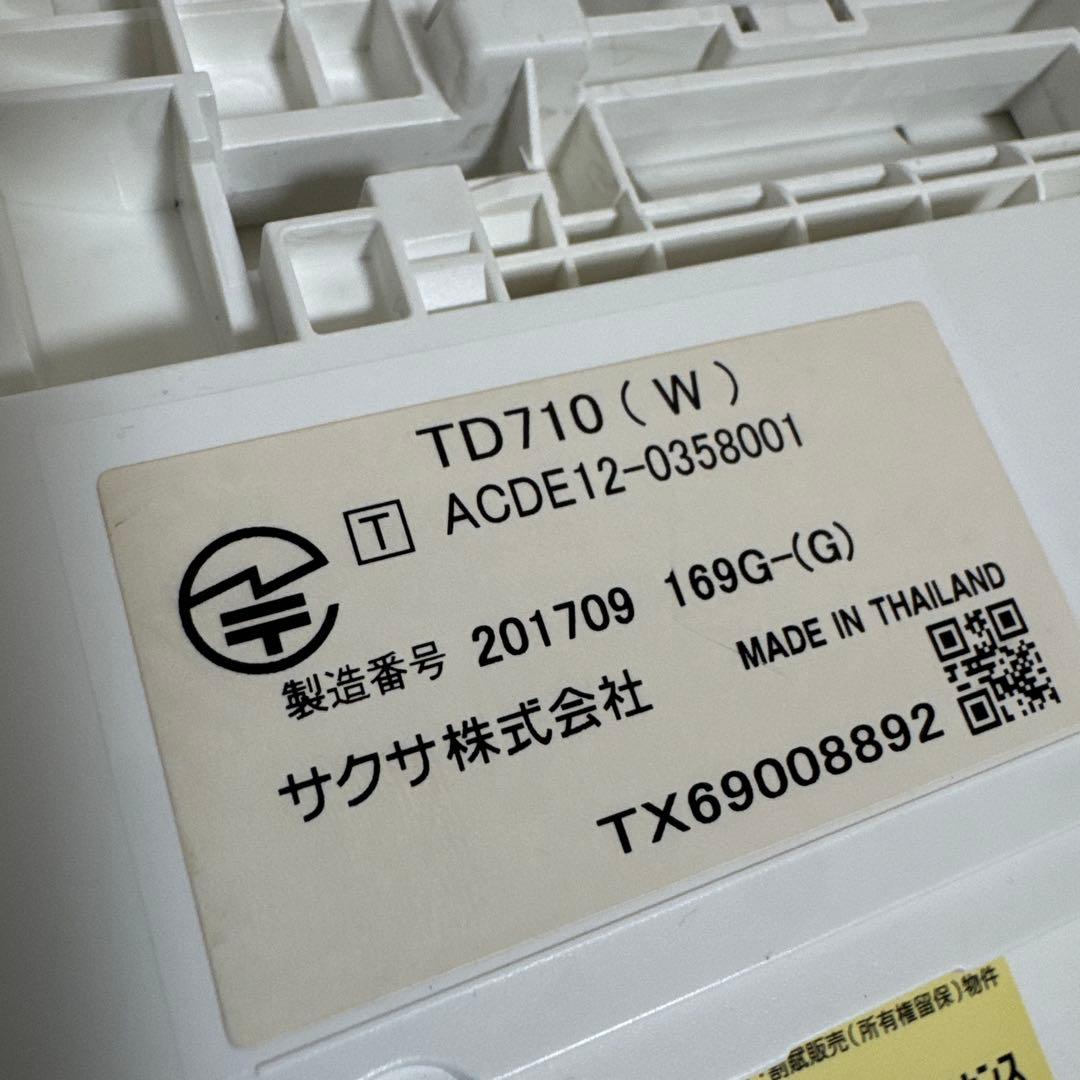 TD710(W)
T ACDE12-0358001
製造番号 201709 169G-(G)
MADE IN THAILAND
サクサ株式会社
TX69008892
割賦販売(所有権留保)物件